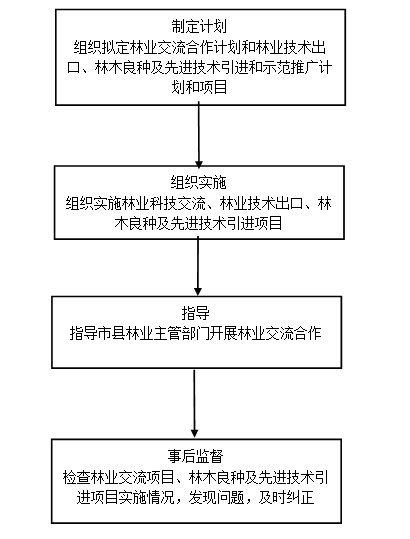 制定计划
组织拟定林业交流合作计划和林业技术出
口、林木良种及先进技术引进和示范推广计
划和项目
组织实施
组织实施林业科技交流、林业技术出口、林
木良种及先进技术引进项目
指导
指导市县林业主管部门开展林业交流合作
事后监督
检查林业交流项目、林木良种及先进技术引
进项目实施情况，发现问题，及时纠正